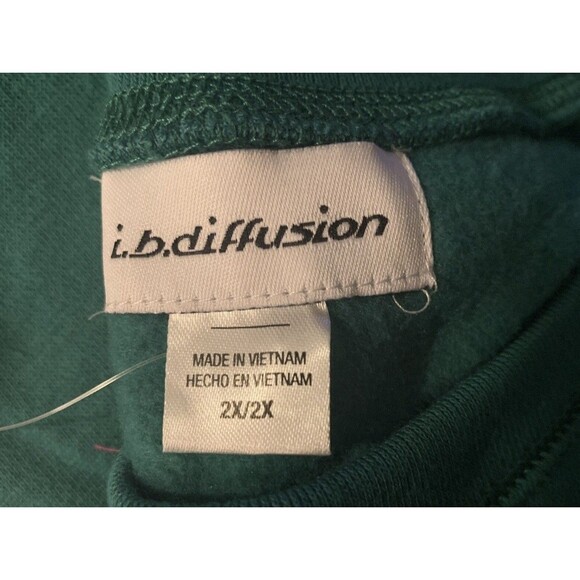 i.b.diffusion
MADE IN VIETNAM
HECHO EN VIETNAM
2X/2X